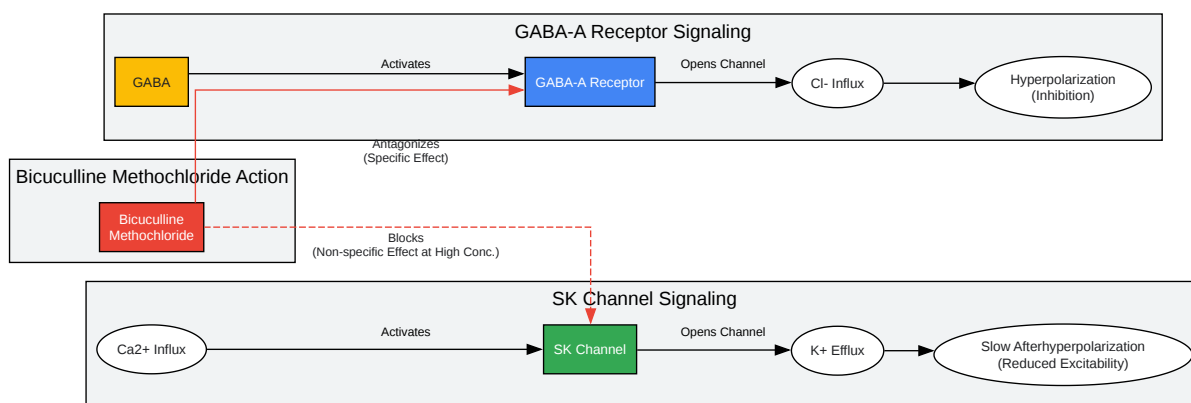 GABA-A Receptor Signaling
GABA
Activates
GABA-A Receptor
Opens Channel
Cl- Influx
Hyperpolarization
(Inhibition)
Antagonizes
(Specific Effect)
Bicuculline Methochloride Action
Bicuculline
Methochloride
Blocks
(Non-specific Effect at High Conc.)
SK Channel Signaling
Ca2+ Influx
Activates
SK Channel
Opens Channel
K+ Efflux
Slow Afterhyperpolarization
(Reduced Excitability)